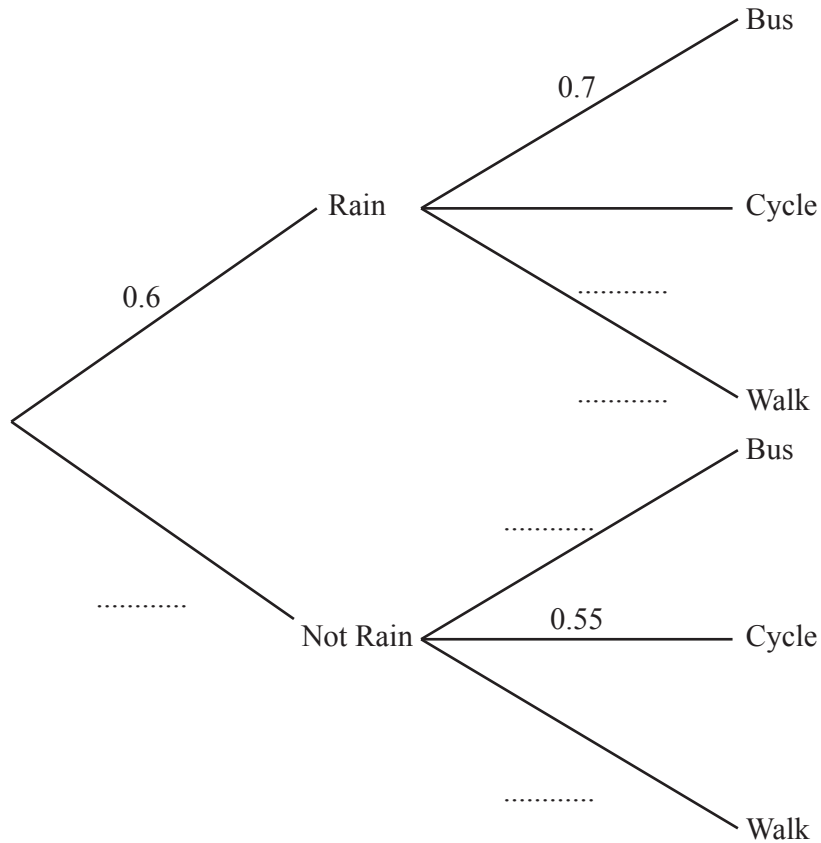 Bus
0.7
Rain
Cycle
0.6
............
............
Walk
Bus
............
............
0.55
Not Rain
Cycle
............
Walk